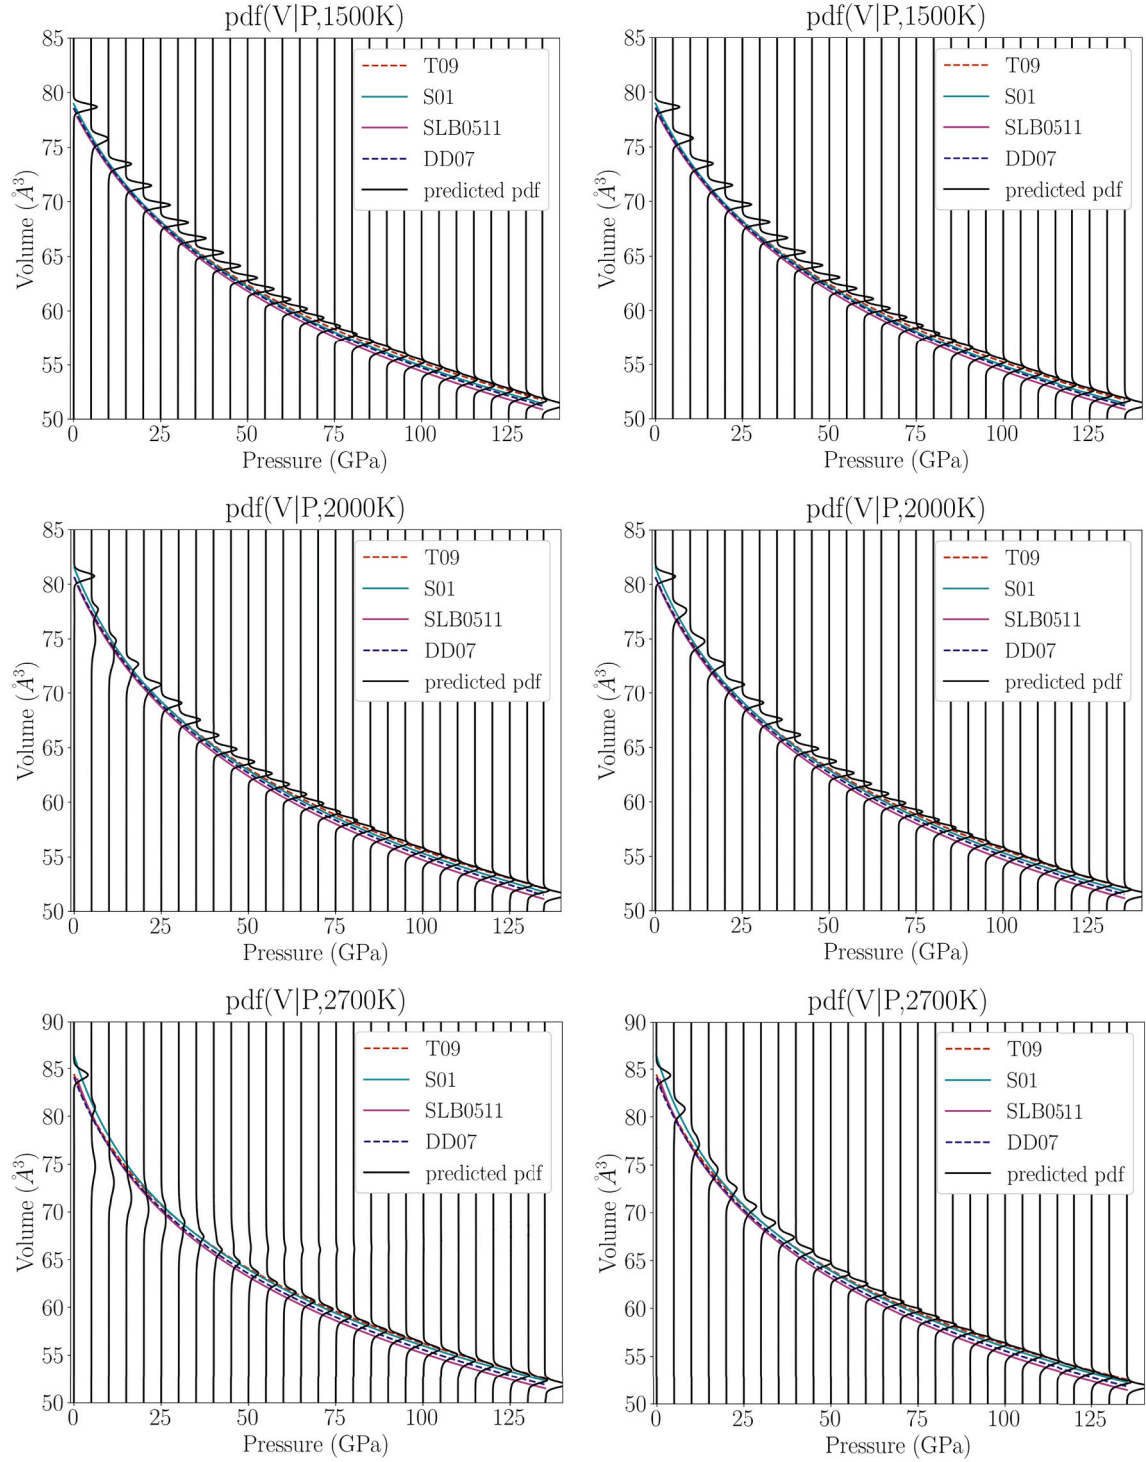 pdf(V|P,1500K)
85
80
75
70
65
60
55
50
Volume (Å³)
0 25 50 75 100 125
Pressure (GPa)
T09
S01
SLB0511
DD07
predicted pdf
pdf(V|P,1500K)
85
80
75
70
65
60
55
50
Volume (Å³)
0 25 50 75 100 125
Pressure (GPa)
T09
S01
SLB0511
DD07
predicted pdf
pdf(V|P,2000K)
85
80
75
70
65
60
55
50
Volume (Å³)
0 25 50 75 100 125
Pressure (GPa)
T09
S01
SLB0511
DD07
predicted pdf
pdf(V|P,2000K)
85
80
75
70
65
60
55
50
Volume (Å³)
0 25 50 75 100 125
Pressure (GPa)
T09
S01
SLB0511
DD07
predicted pdf
pdf(V|P,2700K)
90
85
80
75
70
65
60
55
50
Volume (Å³)
0 25 50 75 100 125
Pressure (GPa)
T09
S01
SLB0511
DD07
predicted pdf
pdf(V|P,2700K)
90
85
80
75
70
65
60
55
50
Volume (Å³)
0 25 50 75 100 125
Pressure (GPa)
T09
S01
SLB0511
DD07
predicted pdf